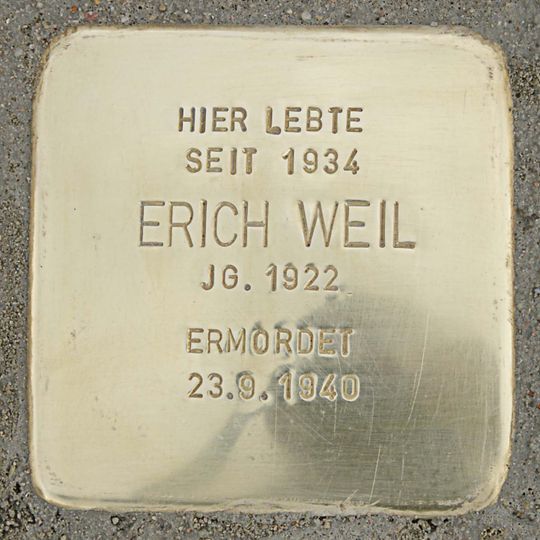 HIER LEBTE
SEIT 1934
ERICH WEIL
JG. 1922
ERMORDET
23.9.1940